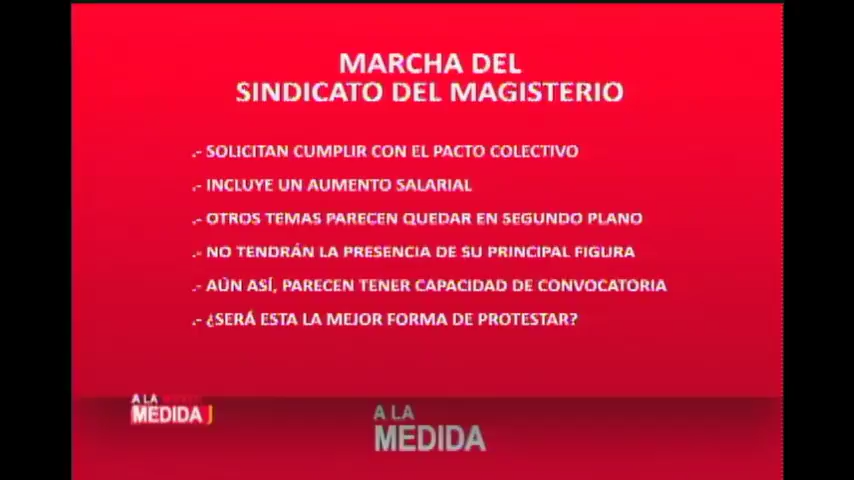 MARCHA DEL
SINDICATO DEL MAGISTERIO
.- SOLICITAN CUMPLIR CON EL PACTO COLECTIVO
.- INCLUYE UN AUMENTO SALARIAL
.- OTROS TEMAS PARECEN QUEDAR EN SEGUNDO PLANO
.- NO TENDRÁN LA PRESENCIA DE SU PRINCIPAL FIGURA
.- AÚN ASÍ, PARECEN TENER CAPACIDAD DE CONVOCATORIA
.- ¿SERÁ ESTA LA MEJOR FORMA DE PROTESTAR?
A LA
MEDIDA
A LA
MEDIDA